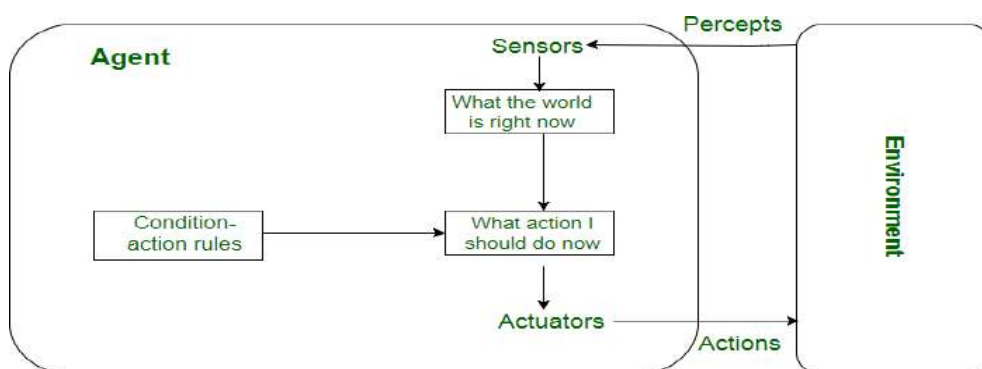 Percepts
Agent
Sensors
What the world
is right now
Environment
Condition-
action rules
What action I
should do now
Actuators
Actions